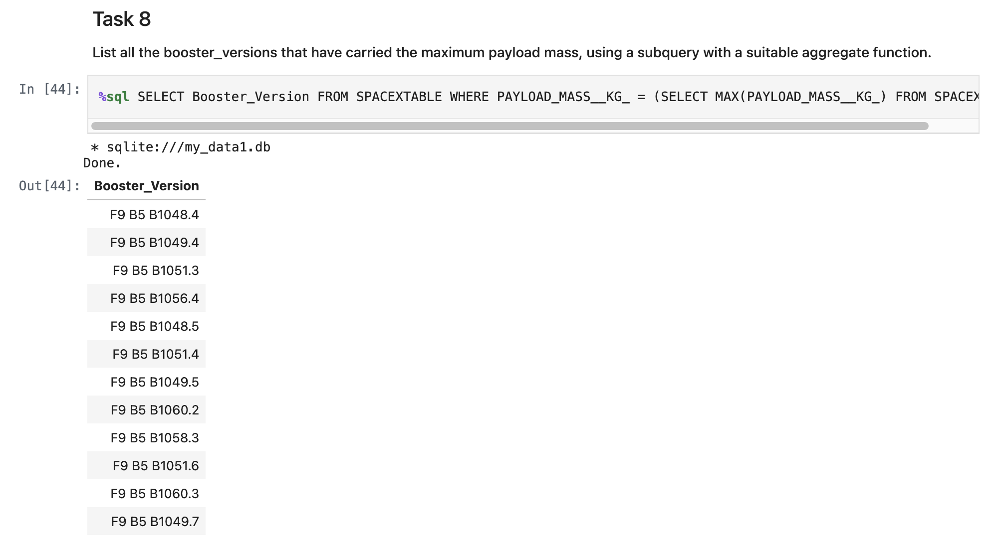 Task 8
List all the booster_versions that have carried the maximum payload mass, using a subquery with a suitable aggregate function.
In [44]: %sql SELECT Booster_Version FROM SPACEXTABLE WHERE PAYLOAD_MASS__KG_ = (SELECT MAX(PAYLOAD_MASS__KG_) FROM SPACEX
* sqlite:///my_data1.db
Done.
Out[44]: Booster_Version
F9 B5 B1048.4
F9 B5 B1049.4
F9 B5 B1051.3
F9 B5 B1056.4
F9 B5 B1048.5
F9 B5 B1051.4
F9 B5 B1049.5
F9 B5 B1060.2
F9 B5 B1058.3
F9 B5 B1051.6
F9 B5 B1060.3
F9 B5 B1049.7